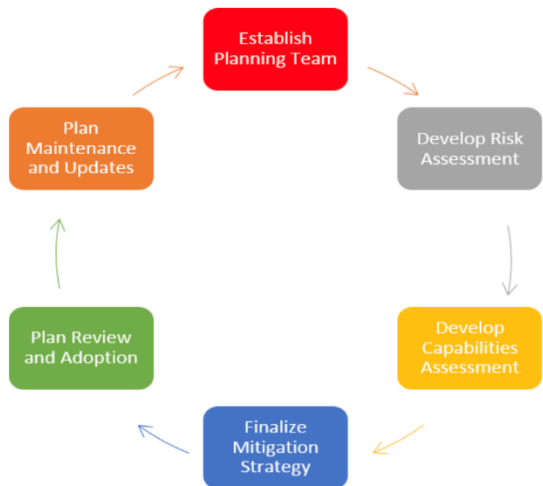 Establish
Planning Team
Develop Risk
Assessment
Develop
Capabilities
Assessment
Finalize
Mitigation
Strategy
Plan Review
and Adoption
Plan
Maintenance
and Updates